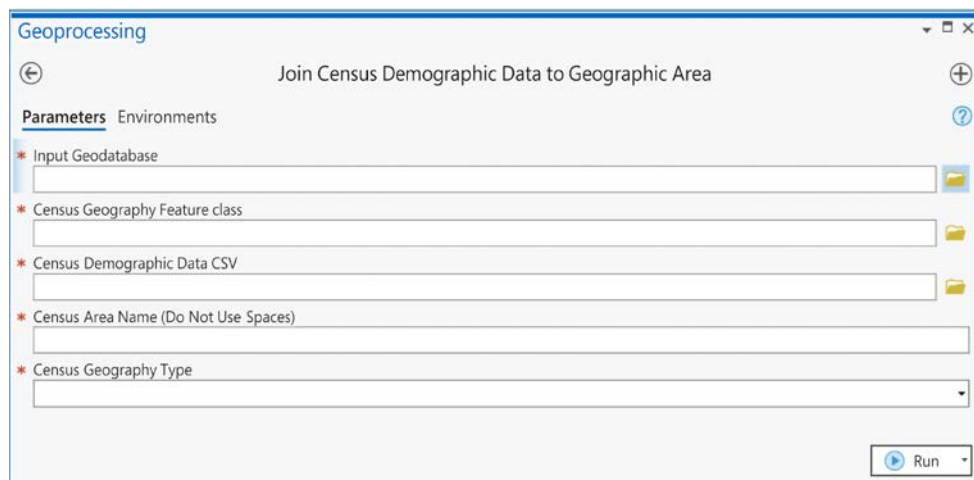 Geoprocessing
Join Census Demographic Data to Geographic Area
Parameters Environments
* Input Geodatabase
* Census Geography Feature class
* Census Demographic Data CSV
* Census Area Name (Do Not Use Spaces)
* Census Geography Type
Run